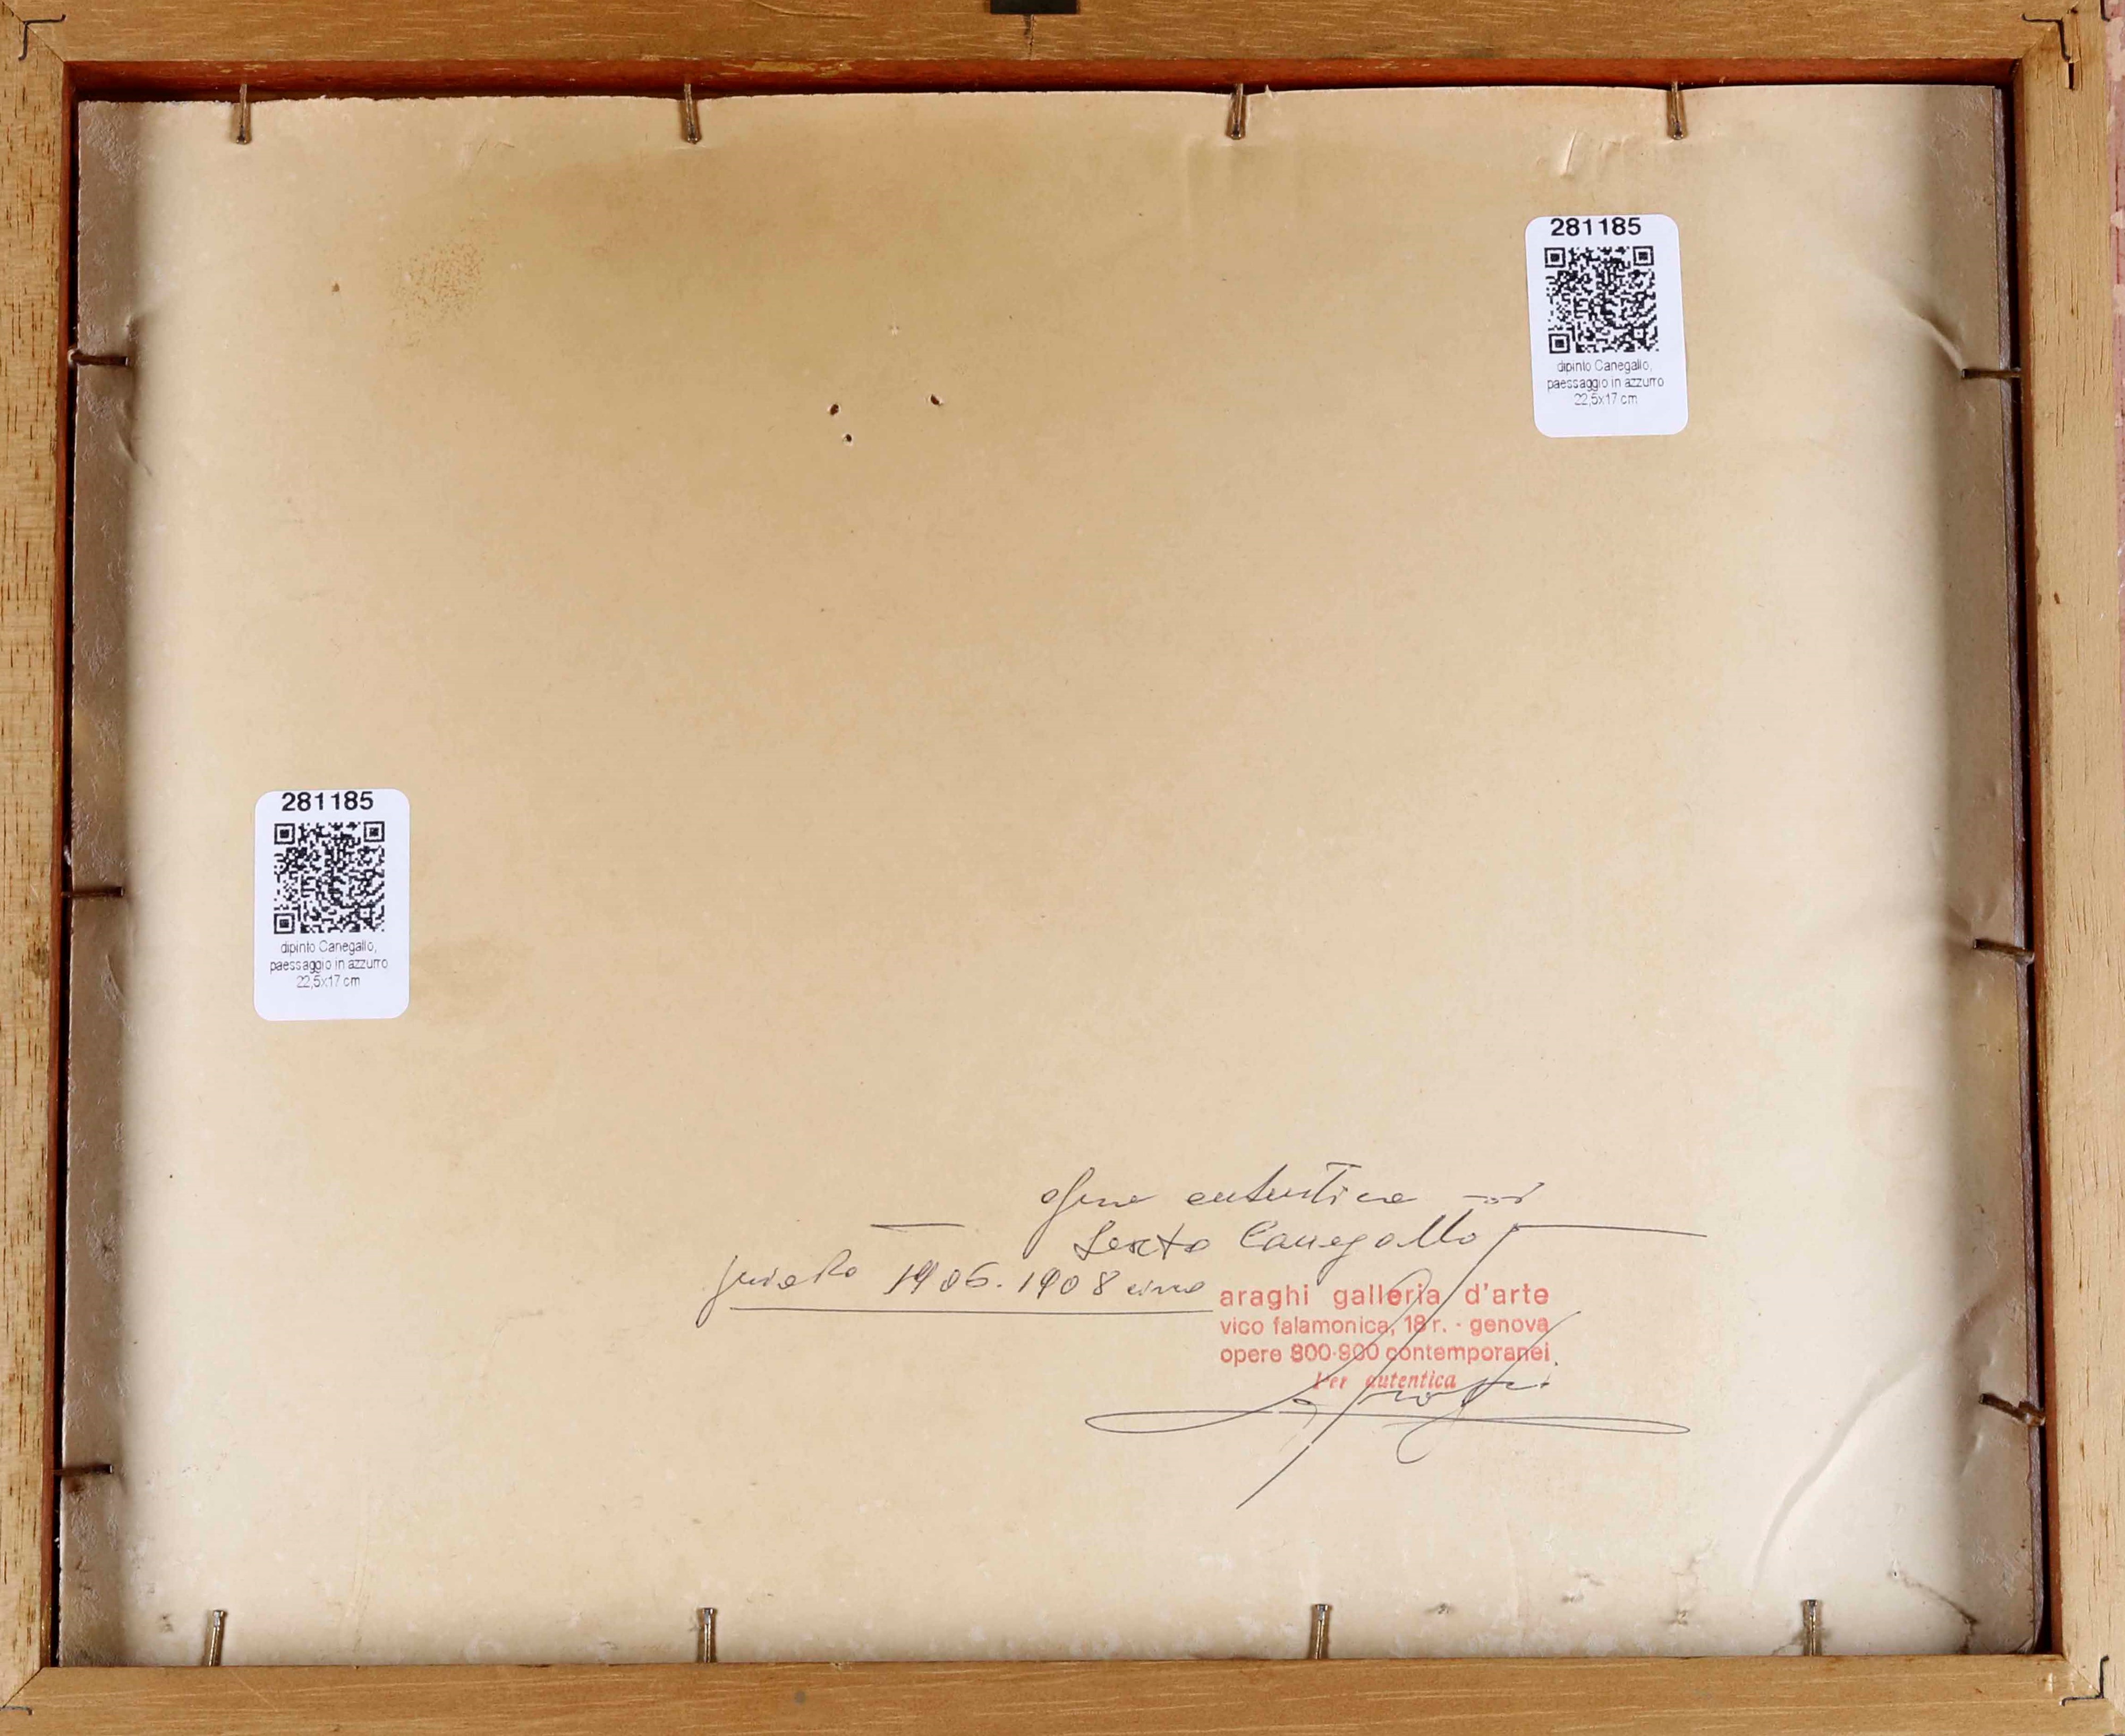 281185
dipinto Canegallo,
paessaggio in azzurro
22,5x17 cm
281185
dipinto Canegallo,
paessaggio in azzurro
22,5x17 cm
opera autentica di
Sexto Canegallo
periodo 1906-1908 circa
araghi galleria d'arte
vico falamonica, 18 r. - genova
opere 800-900 contemporanei
Per autentica